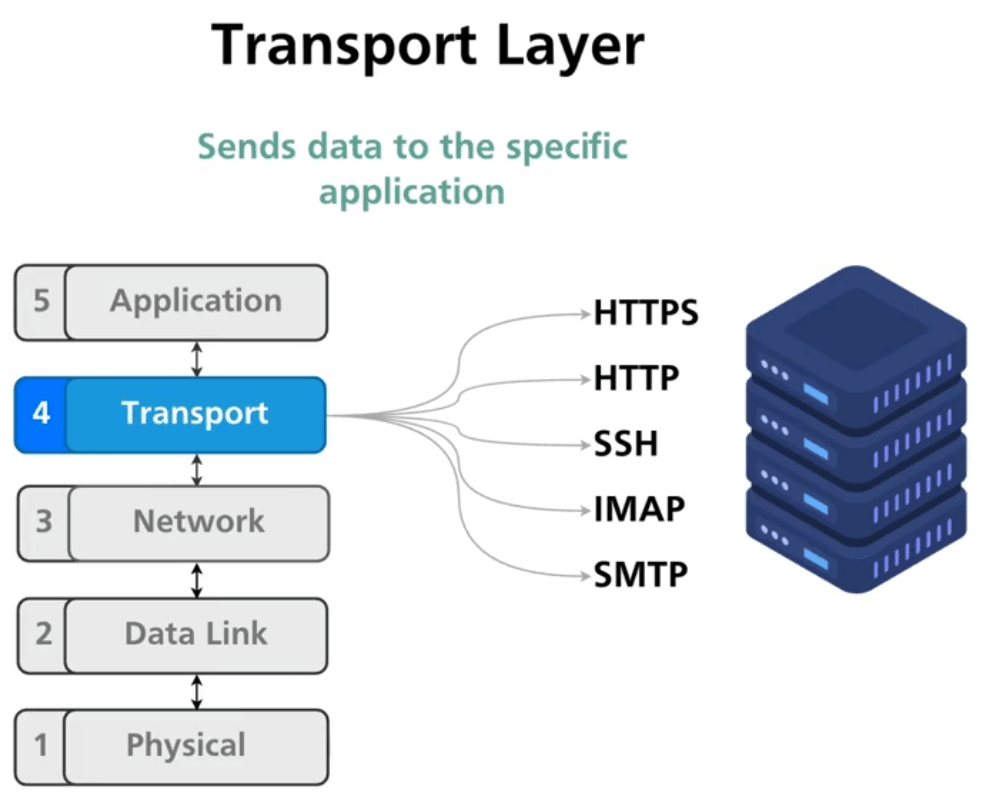 Transport Layer
Sends data to the specific
application
5 Application
4 Transport
3 Network
2 Data Link
1 Physical
HTTPS
HTTP
SSH
IMAP
SMTP